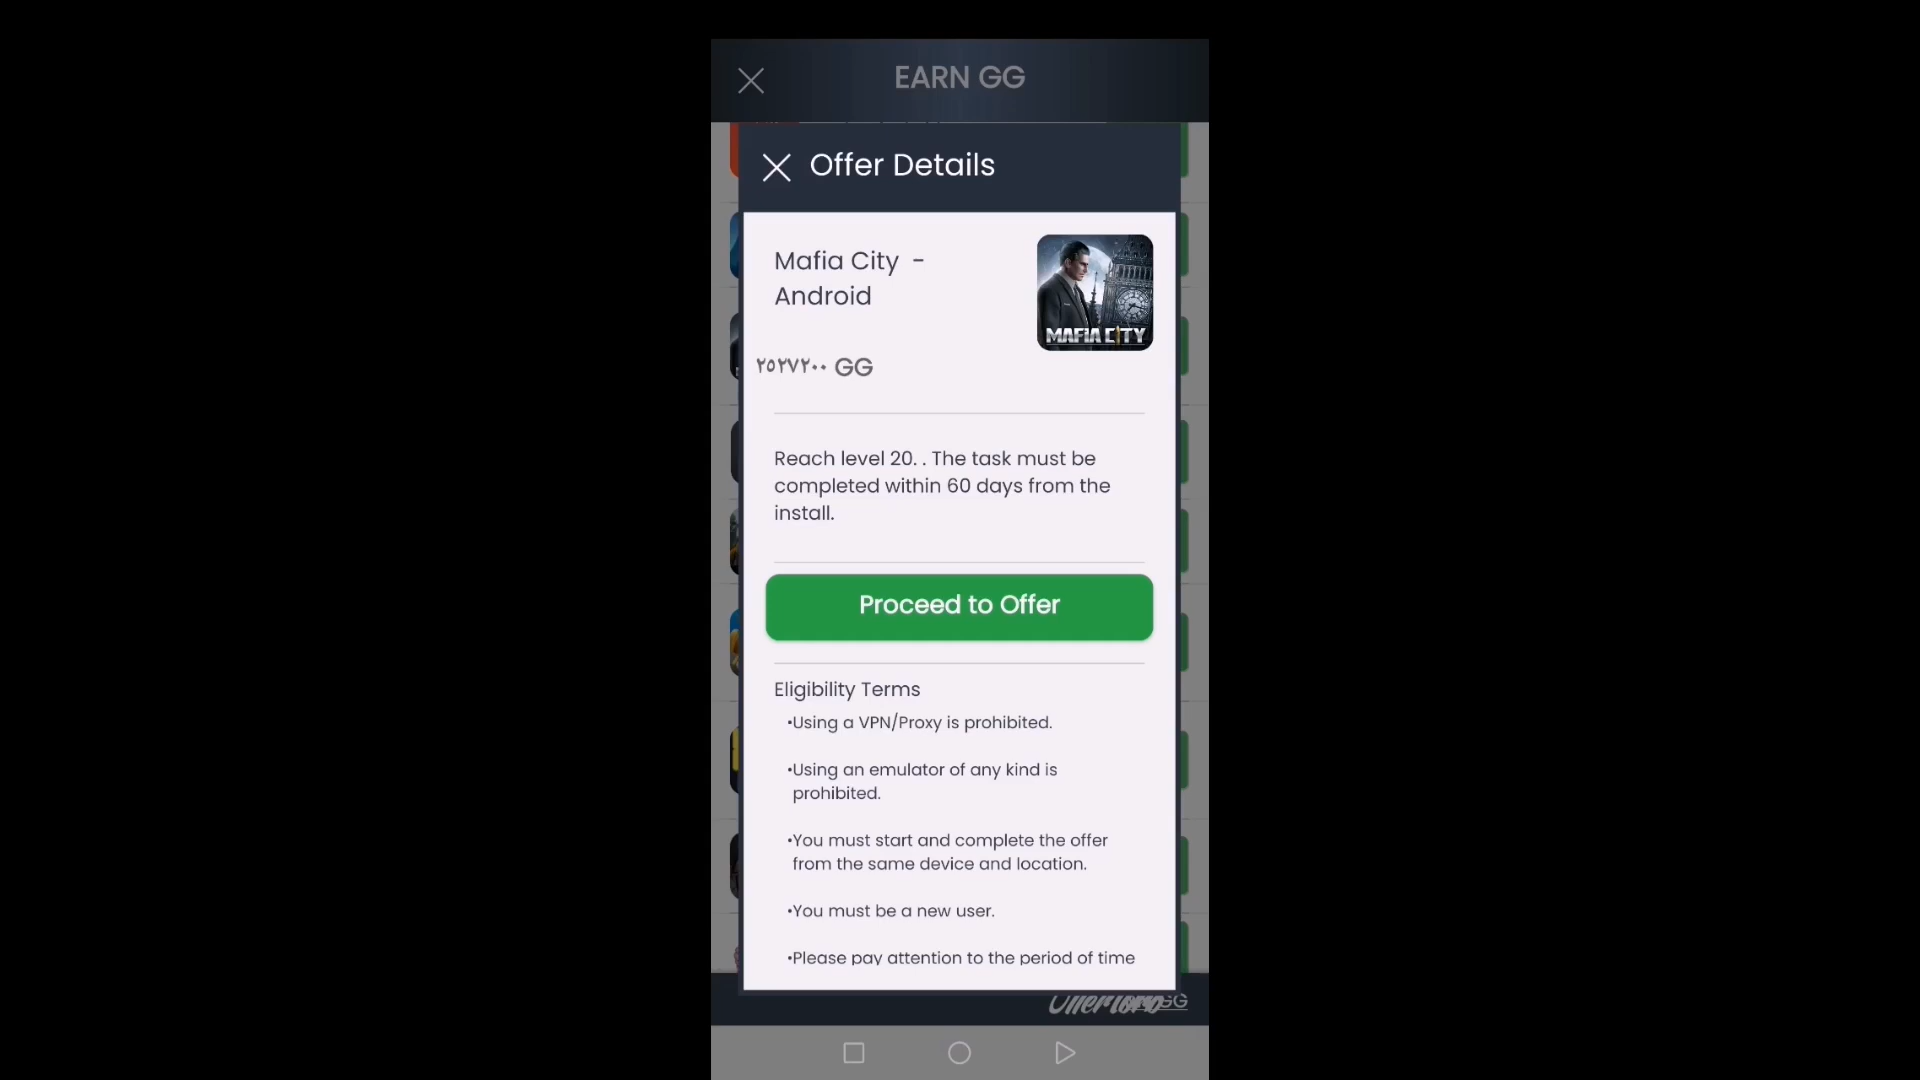 EARN GG
Offer Details
Mafia City -
Android
MAFIA CITY
٢٥٢٧٢٠٠ GG
Reach level 20. . The task must be
completed within 60 days from the
install.
Proceed to Offer
Eligibility Terms
•Using a VPN/Proxy is prohibited.
•Using an emulator of any kind is
prohibited.
•You must start and complete the offer
from the same device and location.
•You must be a new user.
•Please pay attention to the period of time